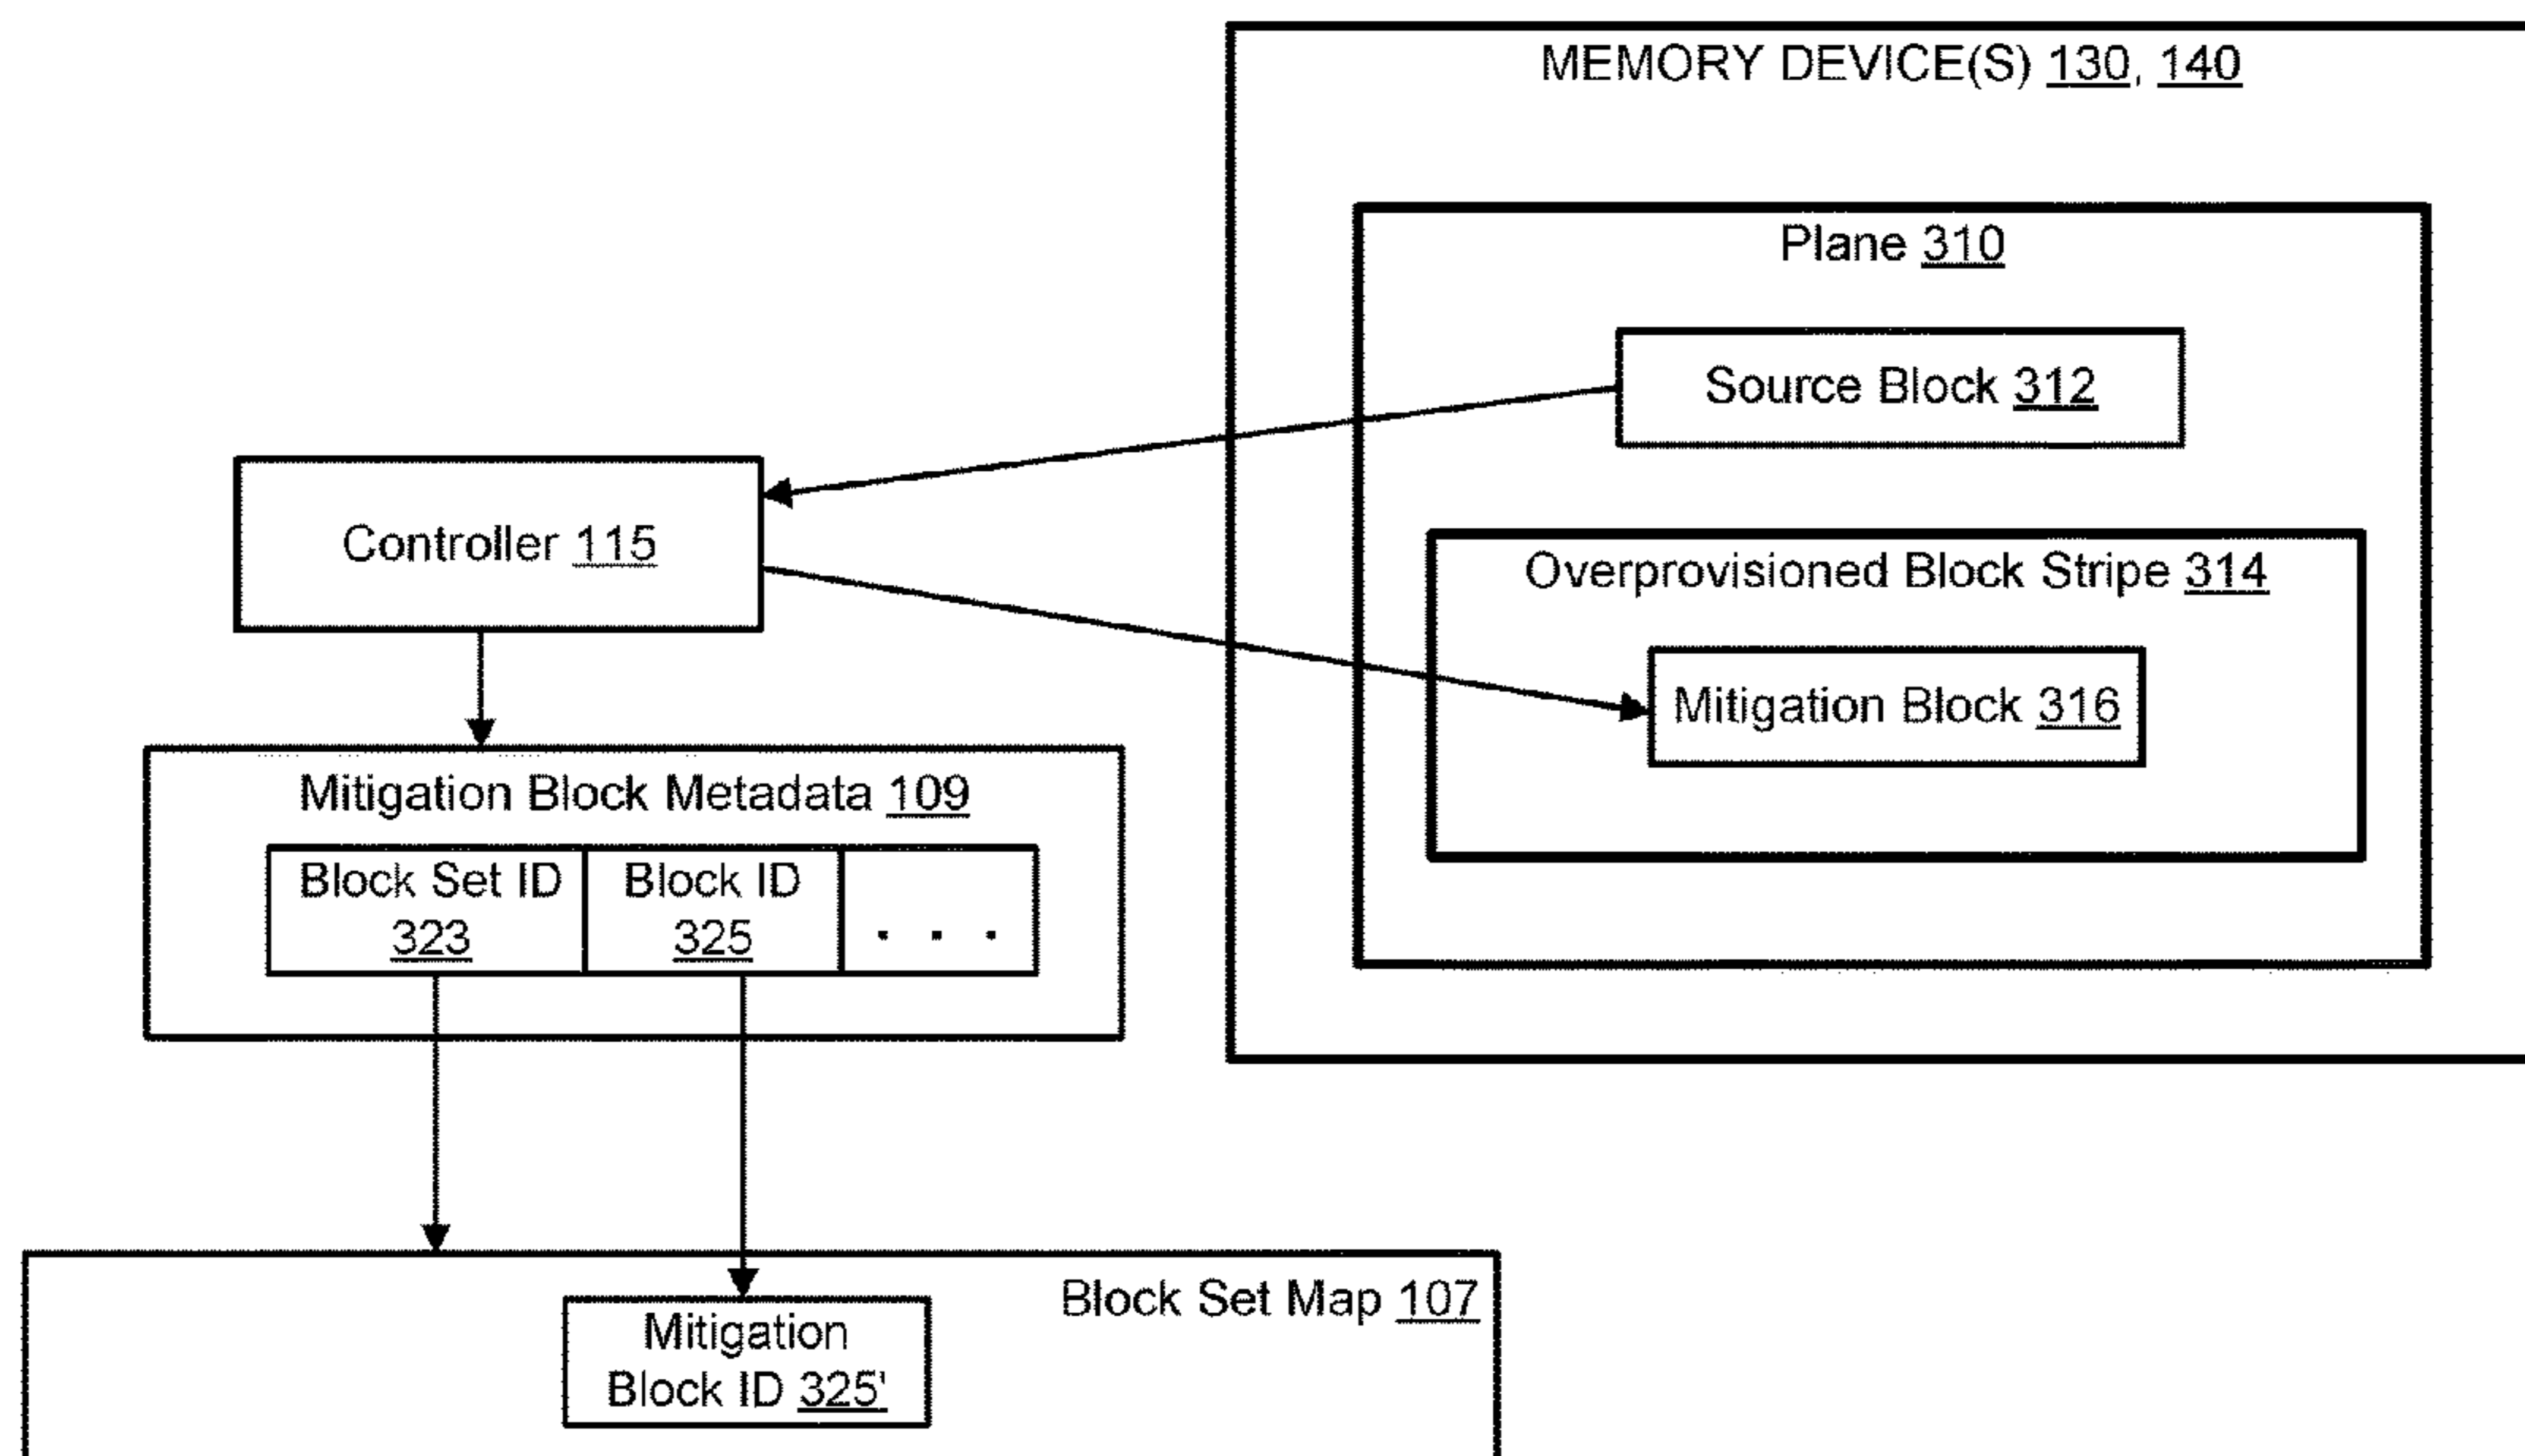 MEMORY DEVICE(S) 130, 140
Plane 310
Source Block 312
Controller 115
Overprovisioned Block Stripe 314
Mitigation Block 316
Mitigation Block Metadata 109
Block Set ID
323
Block ID
325
. . .
Block Set Map 107
Mitigation
Block ID 325'